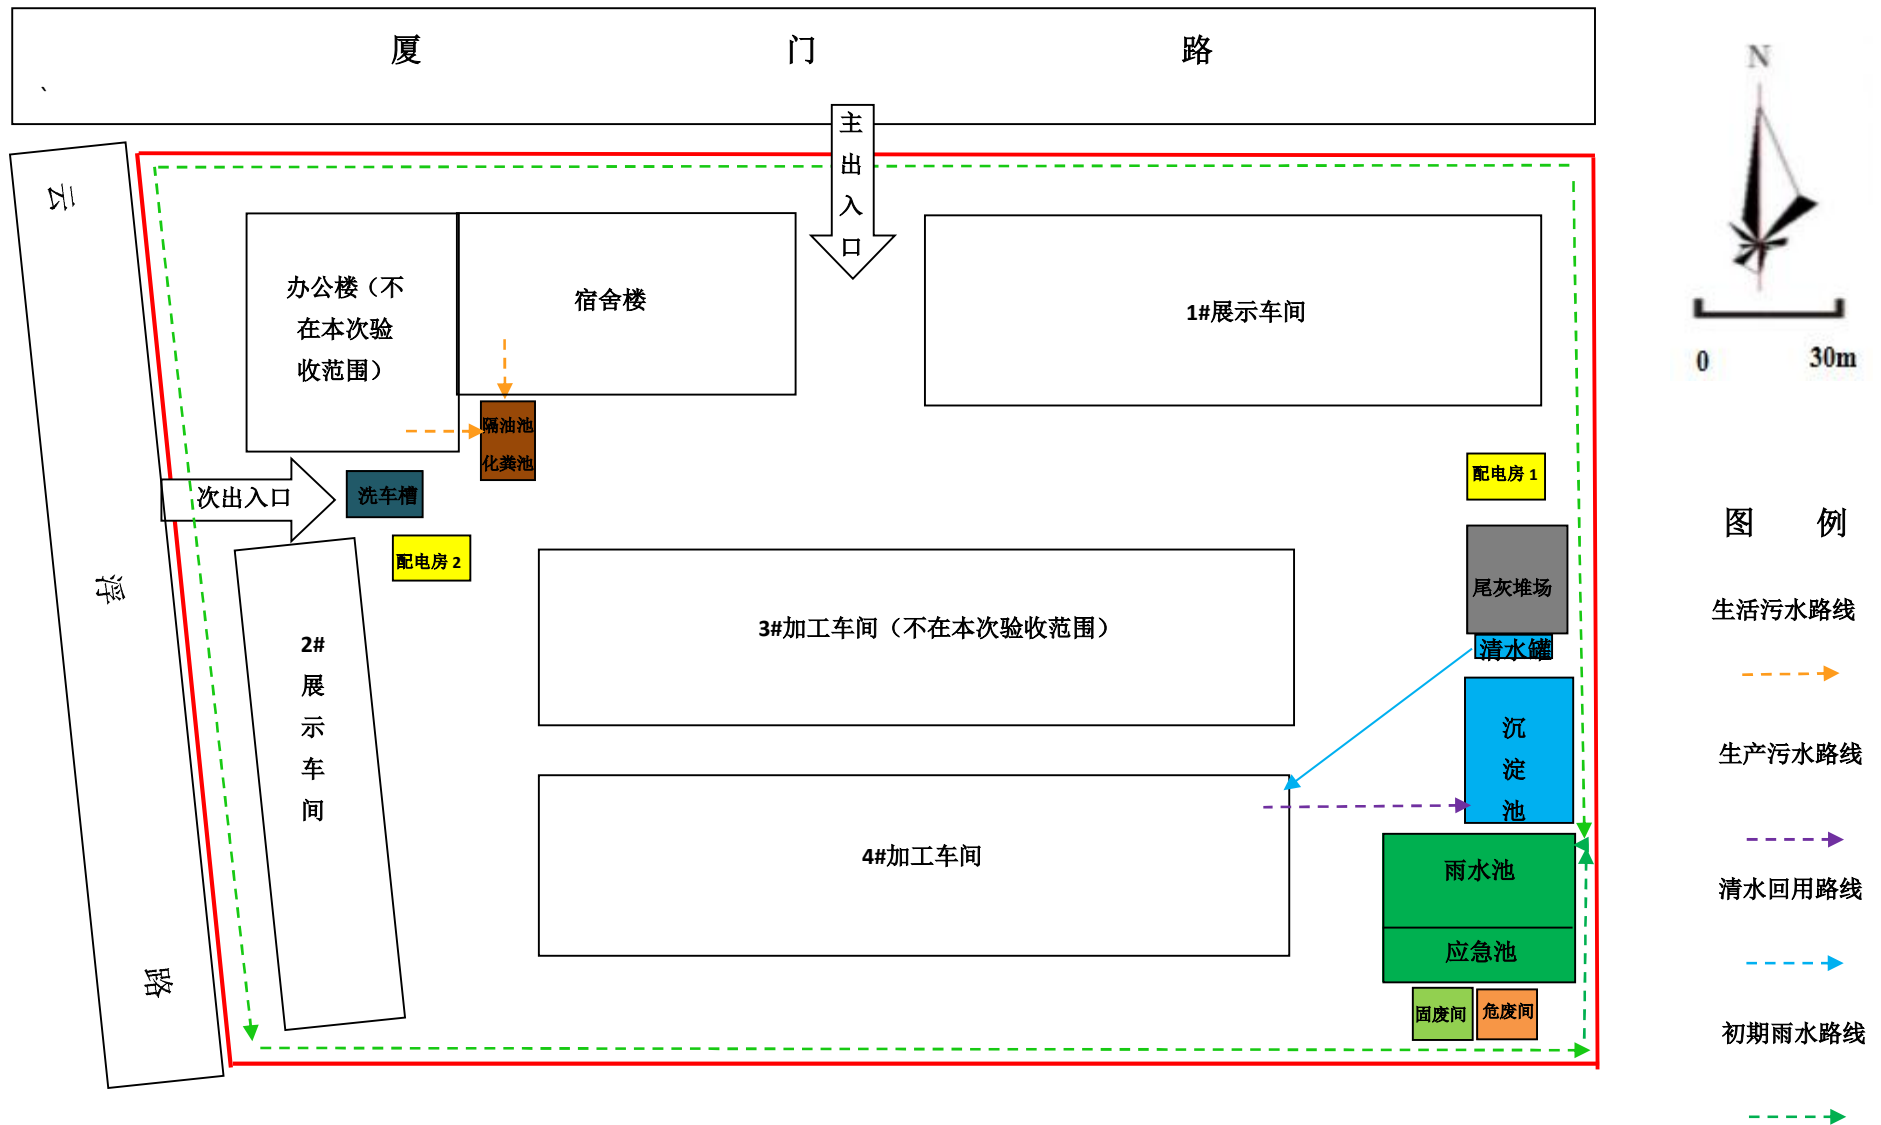 厦门路
、
主出入口
N
0 30m
云浮路
办公楼（不
在本次验
收范围）
宿舍楼
1#展示车间
隔油池
化粪池
次出入口
洗车槽
配电房 1
配电房 2
尾灰堆场
清水罐
2#
展
示
车
间
3#加工车间（不在本次验收范围）
沉
淀
池
4#加工车间
雨水池
应急池
固废间
危废间
图 例
生活污水路线
生产污水路线
清水回用路线
初期雨水路线